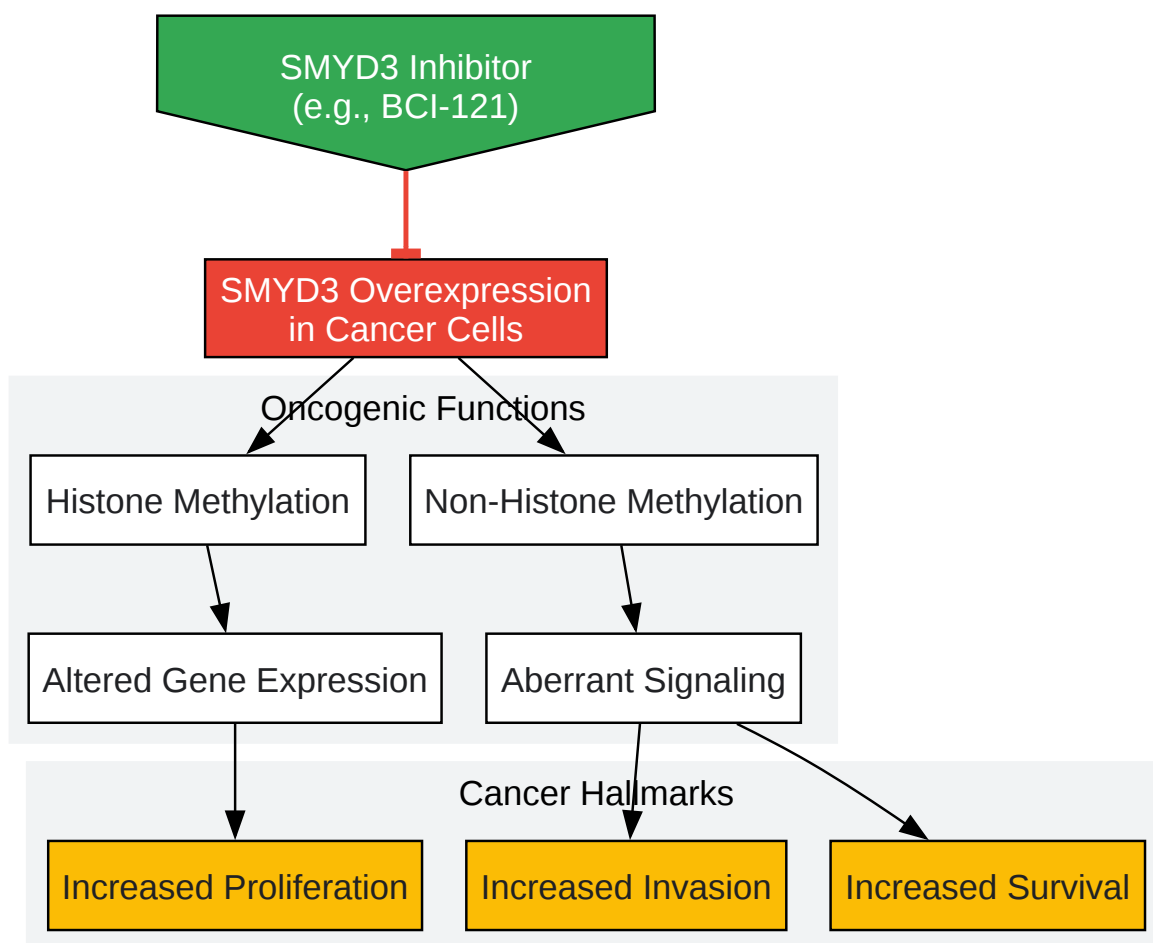 SMYD3 Inhibitor
(e.g., BCI-121)
SMYD3 Overexpression
in Cancer Cells
Oncogenic Functions
Histone Methylation
Non-Histone Methylation
Altered Gene Expression
Aberrant Signaling
Cancer Hallmarks
Increased Proliferation
Increased Invasion
Increased Survival